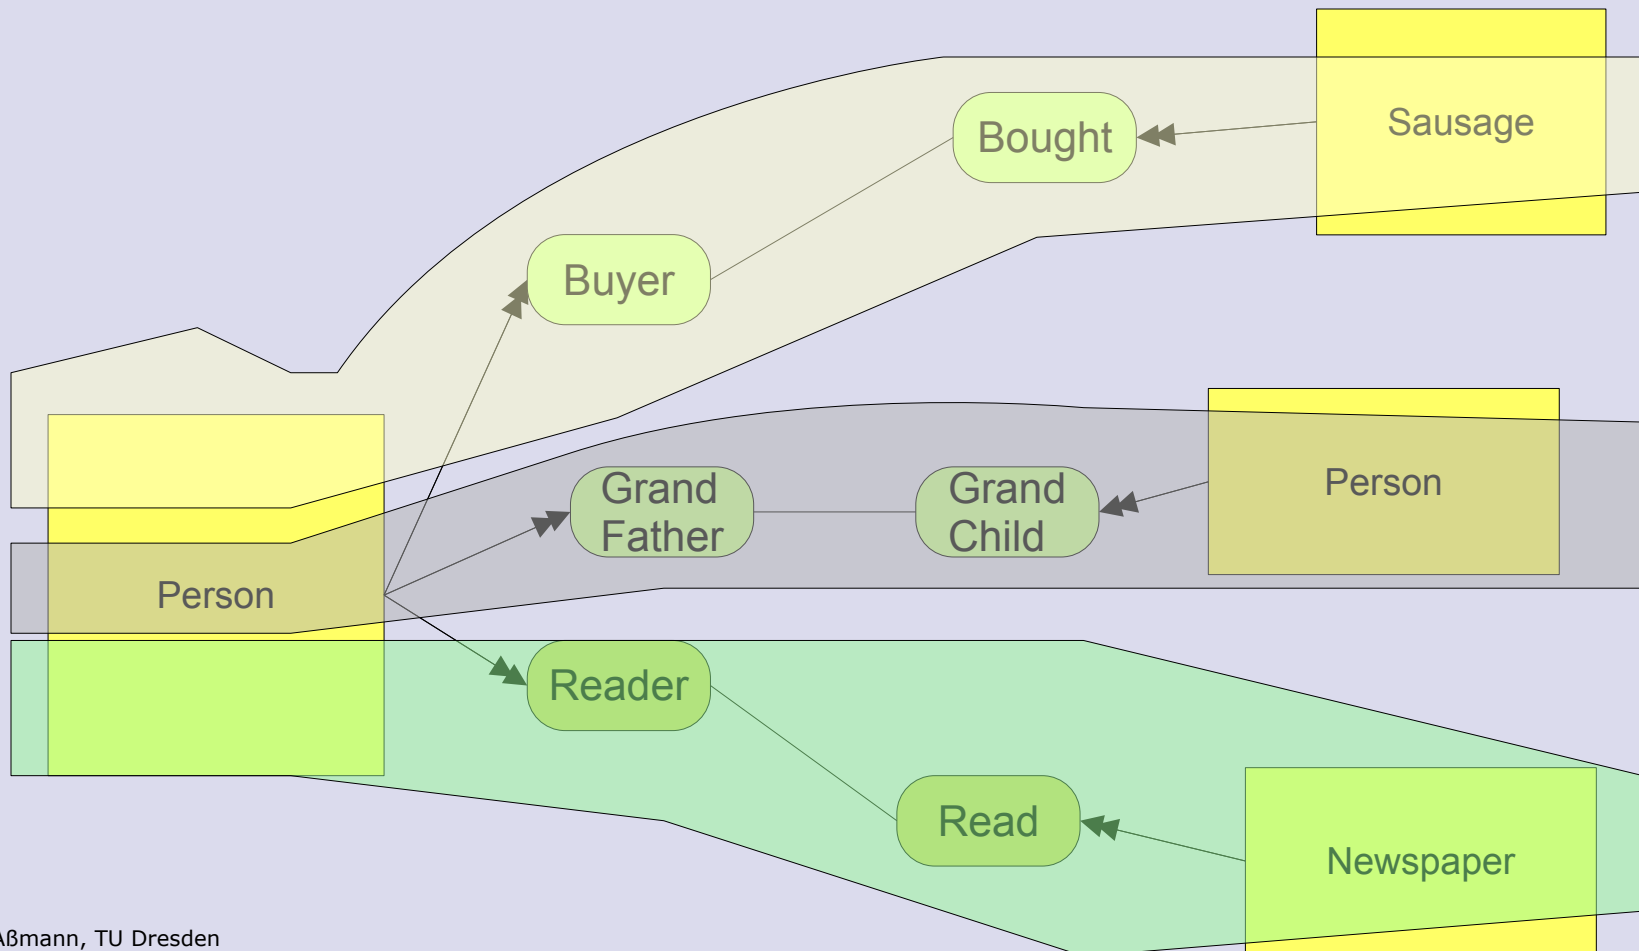 Sausage
Bought
Buyer
Grand
Father
Grand
Child
Person
Person
Reader
Read
Newspaper
Aßmann, TU Dresden